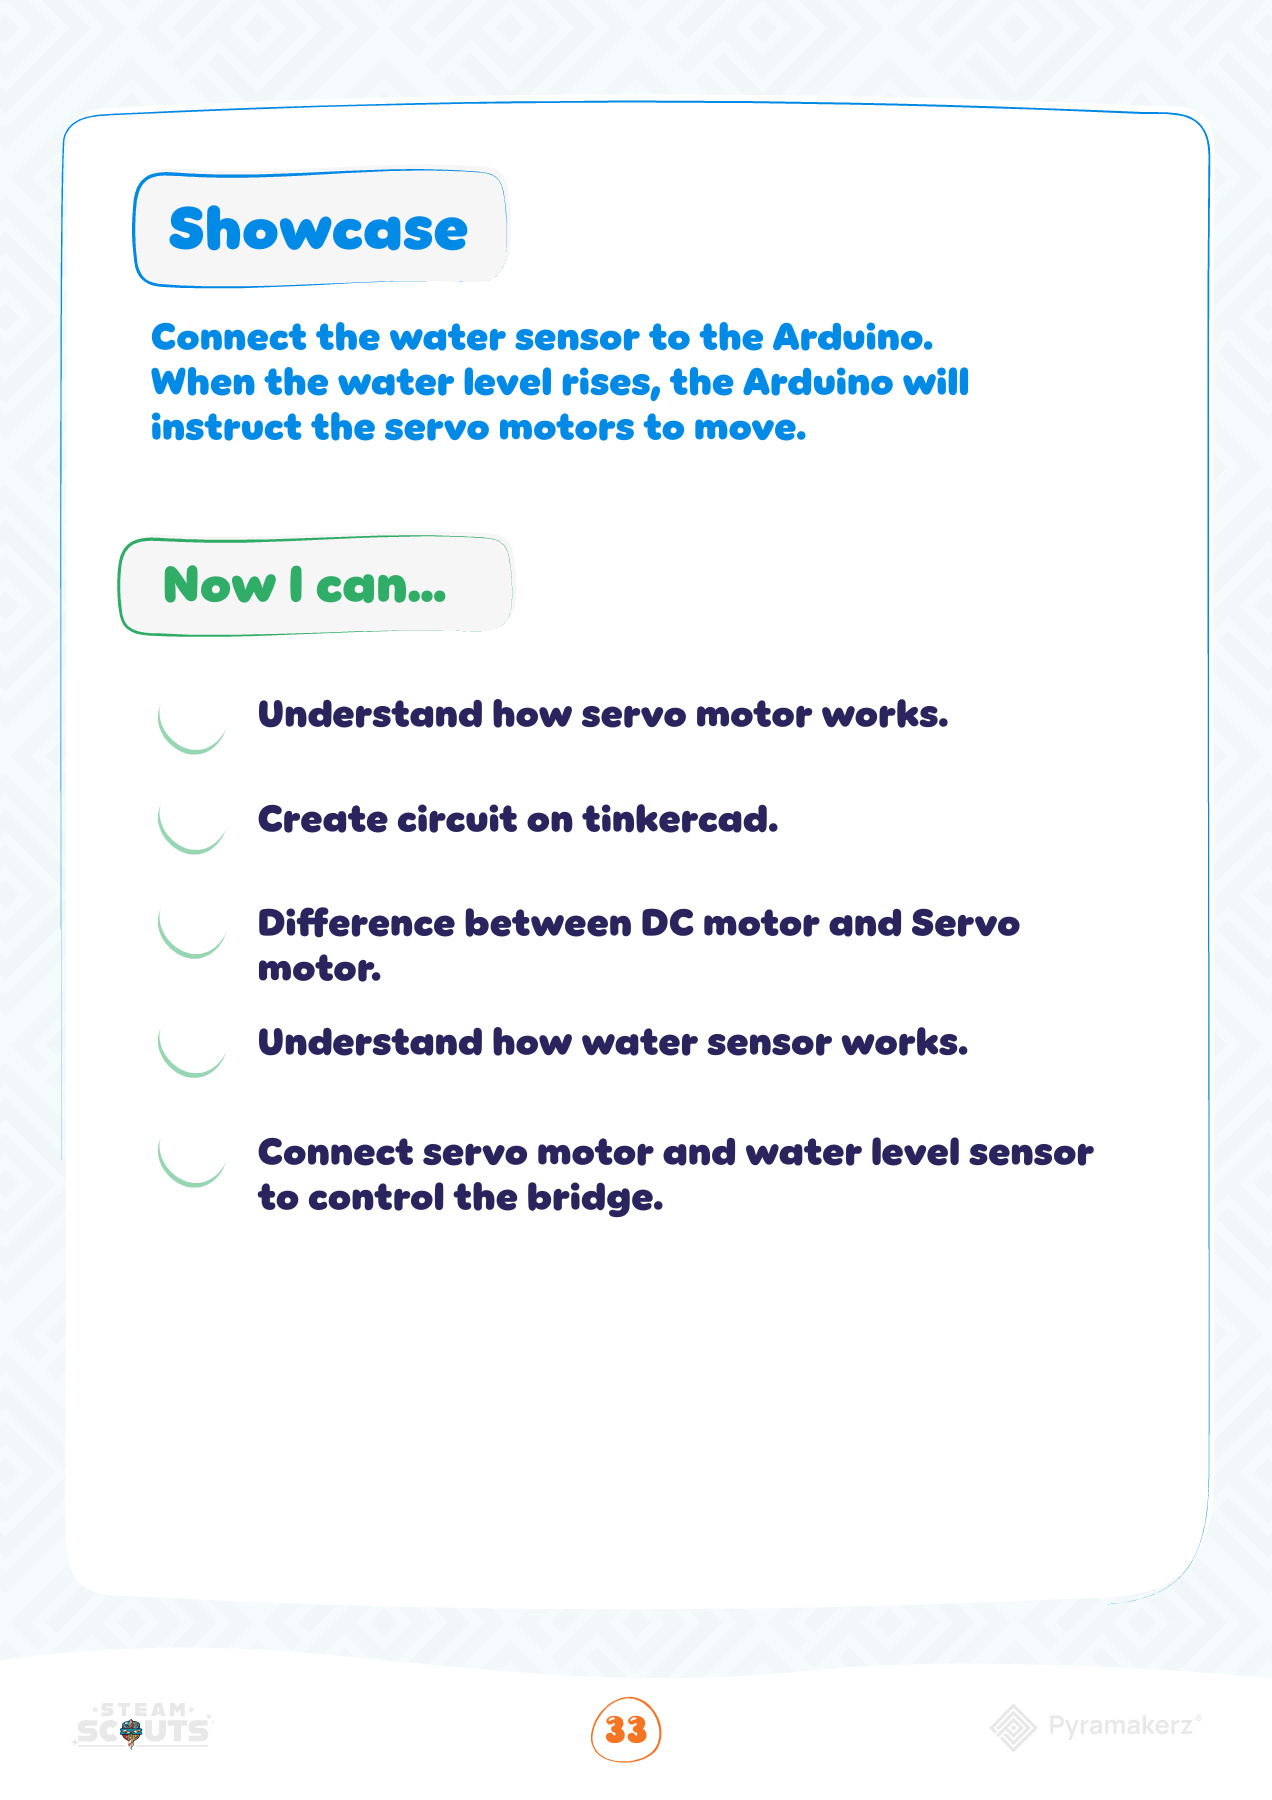 Showcase
Connect the water sensor to the Arduino.
When the water level rises, the Arduino will
instruct the servo motors to move.
Now I can...
Understand how servo motor works.
Create circuit on tinkercad.
Difference between DC motor and Servo
motor.
Understand how water sensor works.
Connect servo motor and water level sensor
to control the bridge.
STEAM
SCOUTS
33
Pyramakerz